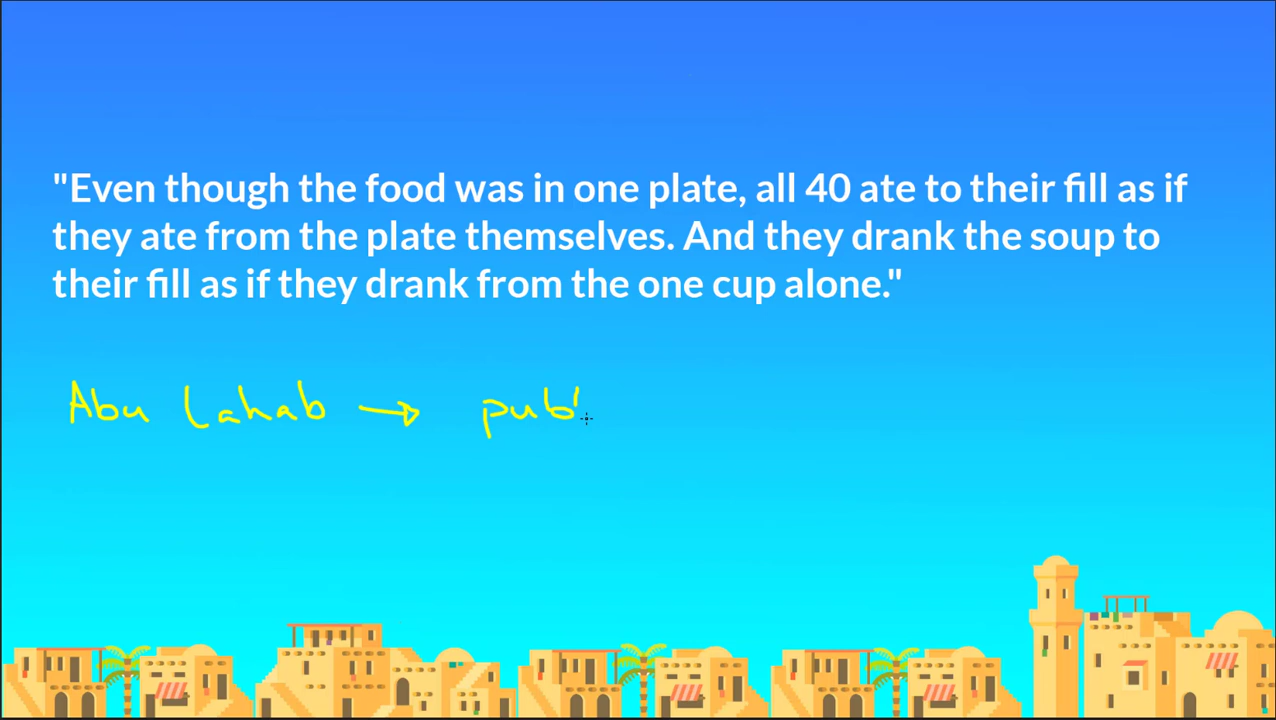 "Even though the food was in one plate, all 40 ate to their fill as if
they ate from the plate themselves. And they drank the soup to
their fill as if they drank from the one cup alone."
Abu Lahab → pub